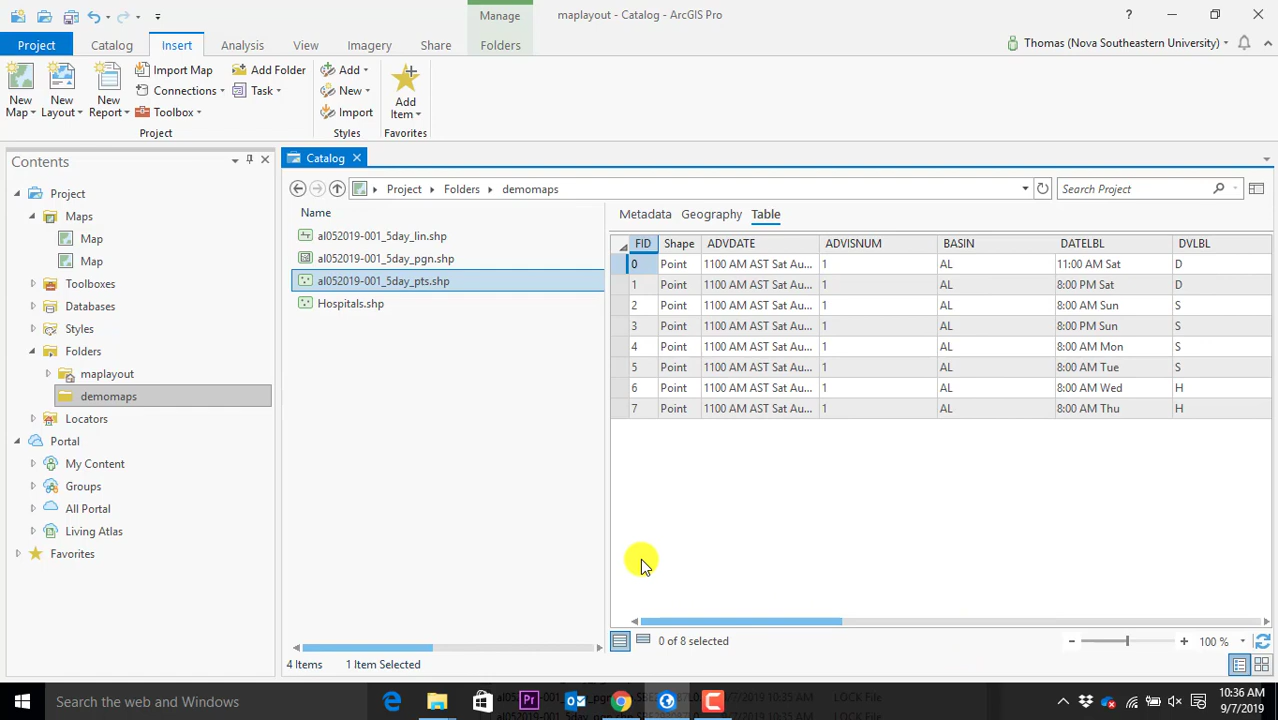 Manage
maplayout - Catalog - ArcGIS Pro
?
Project
Catalog
Insert
Analysis
View
Imagery
Share
Folders
Thomas (Nova Southeastern University)
New Map
New Layout
New Report
Import Map
Connections
Toolbox
Add Folder
Task
Project
Add
New
Import
Styles
Add Item
Favorites
Contents
Project
Maps
Map
Map
Toolboxes
Databases
Styles
Folders
maplayout
demomaps
Locators
Portal
My Content
Groups
All Portal
Living Atlas
Favorites
Catalog
Project Folders demomaps
Search Project
Name
al052019-001_5day_lin.shp
al052019-001_5day_pgn.shp
al052019-001_5day_pts.shp
Hospitals.shp
4 Items 1 Item Selected
Metadata Geography Table
FID Shape ADVDATE ADVISNUM BASIN DATELBL DVLBL
0 Point 1100 AM AST Sat Au... 1 AL 11:00 AM Sat D
1 Point 1100 AM AST Sat Au... 1 AL 8:00 PM Sat D
2 Point 1100 AM AST Sat Au... 1 AL 8:00 AM Sun S
3 Point 1100 AM AST Sat Au... 1 AL 8:00 PM Sun S
4 Point 1100 AM AST Sat Au... 1 AL 8:00 AM Mon S
5 Point 1100 AM AST Sat Au... 1 AL 8:00 AM Tue S
6 Point 1100 AM AST Sat Au... 1 AL 8:00 AM Wed H
7 Point 1100 AM AST Sat Au... 1 AL 8:00 AM Thu H
0 of 8 selected
100 %
Search the web and Windows
9/7/2019 10:35 AM
LOCK File
10:36 AM
9/7/2019